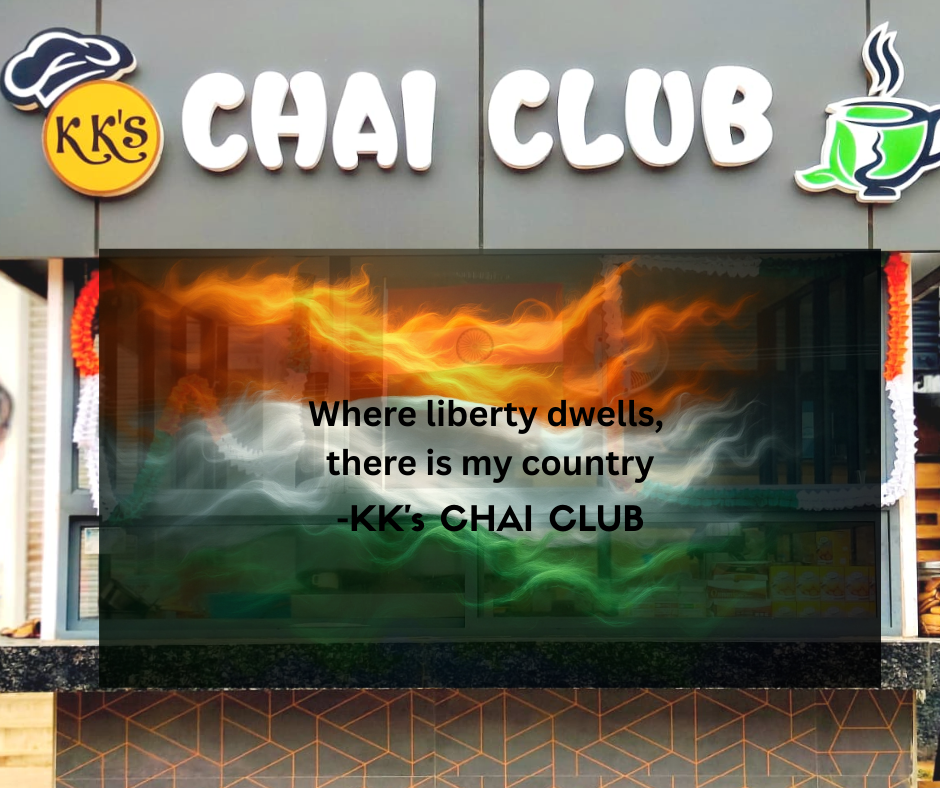 KK's
CHAI CLUB
Where liberty dwells,
there is my country
-KK's CHAI CLUB